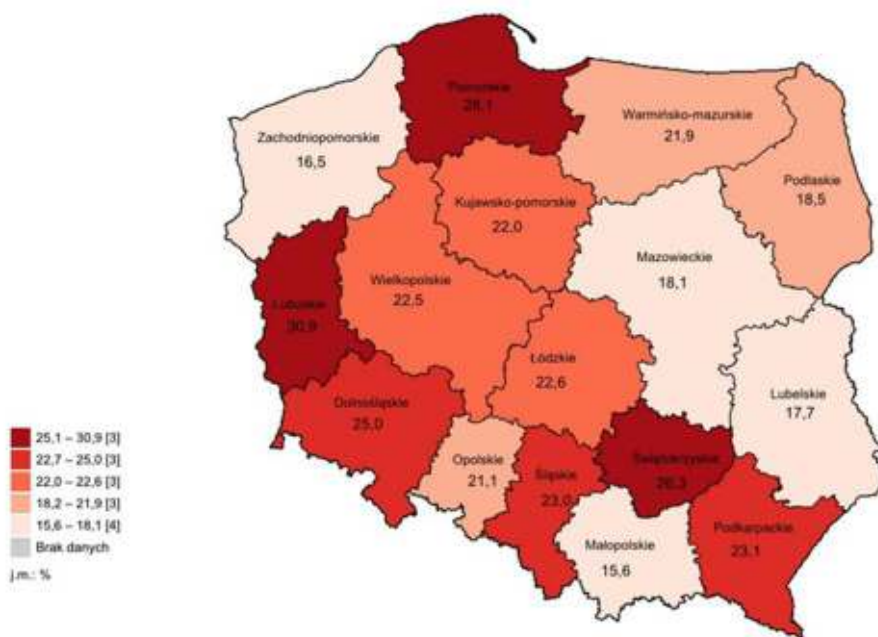 Pomorskie
26,1
Warmińsko-mazurskie
21,9
Zachodniopomorskie
16,5
Podlaskie
18,5
Kujawsko-pomorskie
22,0
Mazowieckie
18,1
Wielkopolskie
22,5
Lubuskie
30,9
Łódzkie
22,6
Lubelskie
17,7
Dolnośląskie
25,0
Opolskie
21,1
Śląskie
23,0
Świętokrzyskie
26,3
Podkarpackie
23,1
Małopolskie
15,6
25,1 – 30,9 [3]
22,7 – 25,0 [3]
22,0 – 22,6 [3]
18,2 – 21,9 [3]
15,6 – 18,1 [4]
Brak danych
j.m.: %